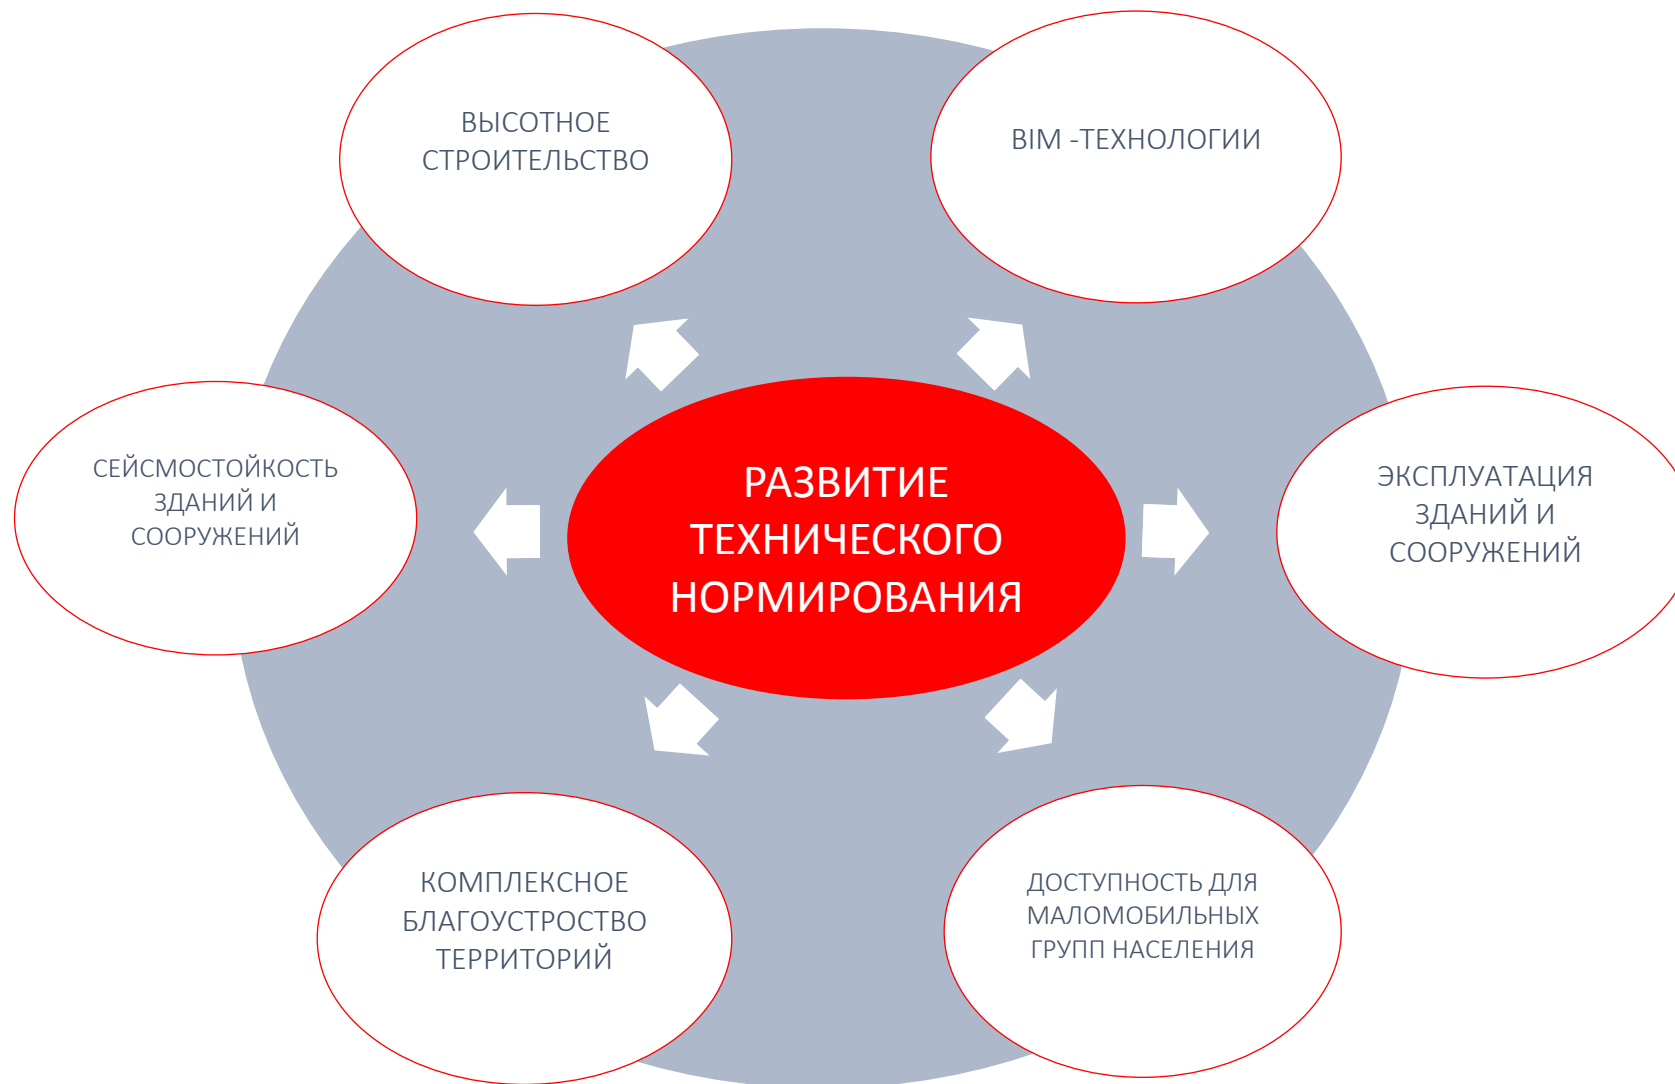 ВЫСОТНОЕ
СТРОИТЕЛЬСТВО
BIM -ТЕХНОЛОГИИ
СЕЙСМОСТОЙКОСТЬ
ЗДАНИЙ И
СООРУЖЕНИЙ
РАЗВИТИЕ
ТЕХНИЧЕСКОГО
НОРМИРОВАНИЯ
ЭКСПЛУАТАЦИЯ
ЗДАНИЙ И
СООРУЖЕНИЙ
КОМПЛЕКСНОЕ
БЛАГОУСТРОСТВО
ТЕРРИТОРИЙ
ДОСТУПНОСТЬ ДЛЯ
МАЛОМОБИЛЬНЫХ
ГРУПП НАСЕЛЕНИЯ